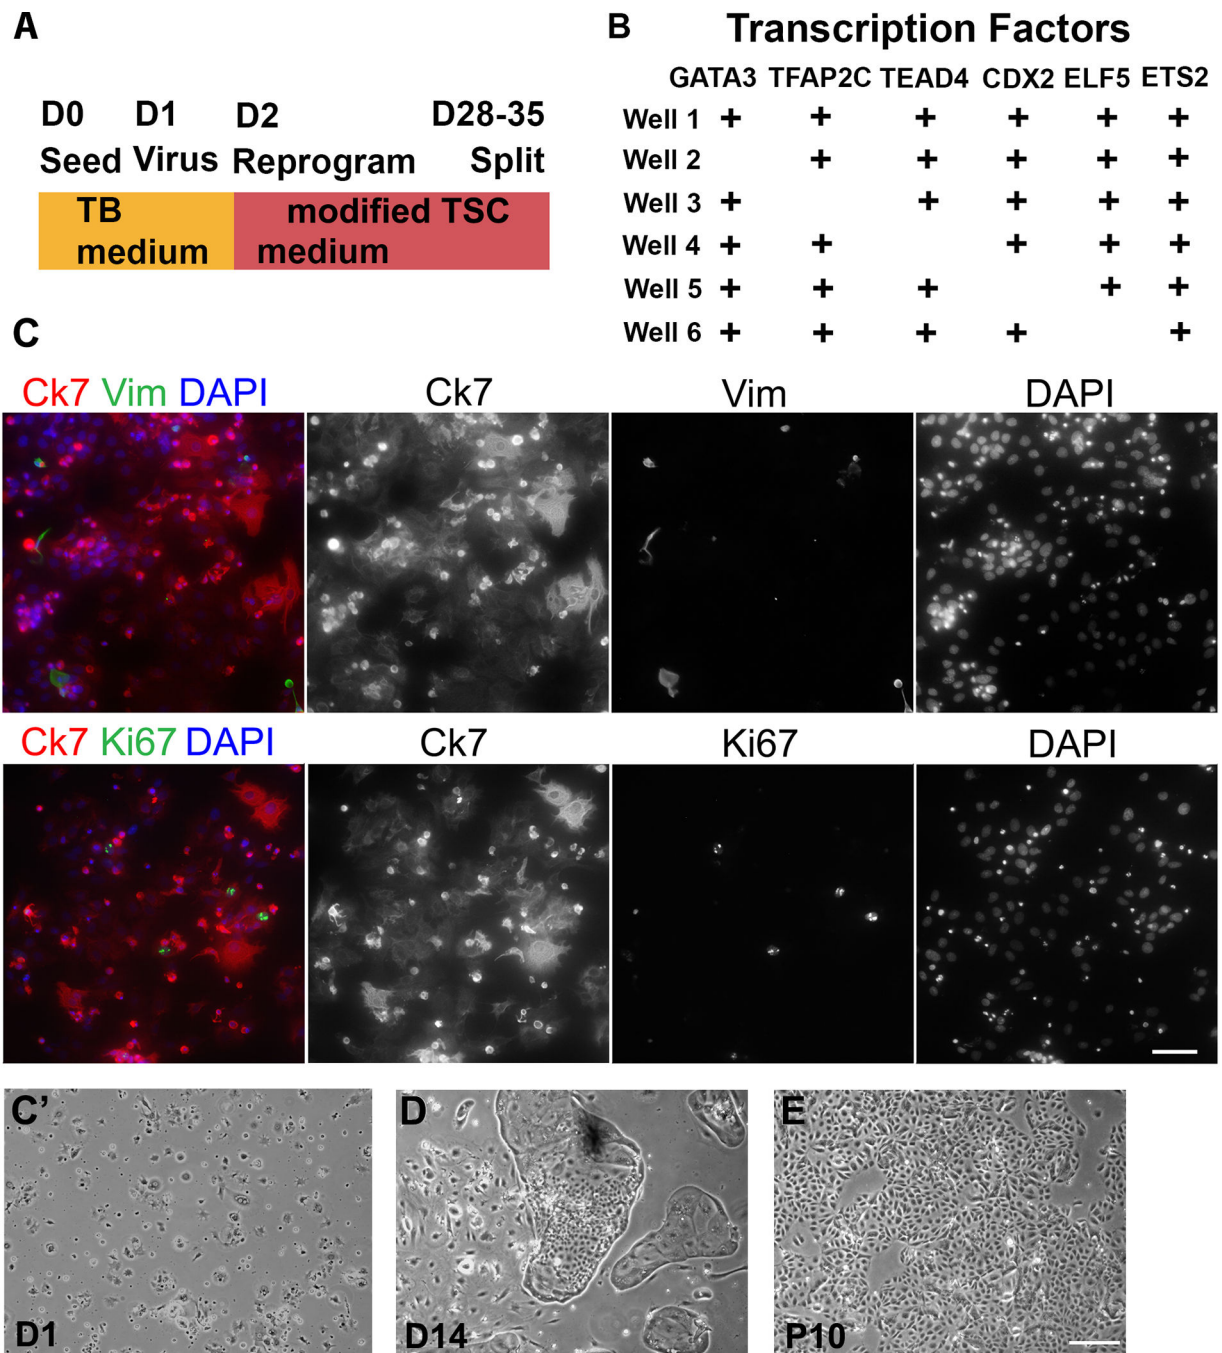 A
D0 D1 D2 D28-35
Seed Virus Reprogram Split
TB modified TSC
medium medium
B Transcription Factors
GATA3 TFAP2C TEAD4 CDX2 ELF5 ETS2
Well 1 + + + + + +
Well 2 + + + + +
Well 3 + + + + +
Well 4 + + + + +
Well 5 + + + + +
Well 6 + + + + +
C
Ck7 Vim DAPI Ck7 Vim DAPI
Ck7 Ki67 DAPI Ck7 Ki67 DAPI
C’ D E
D1 D14 P10